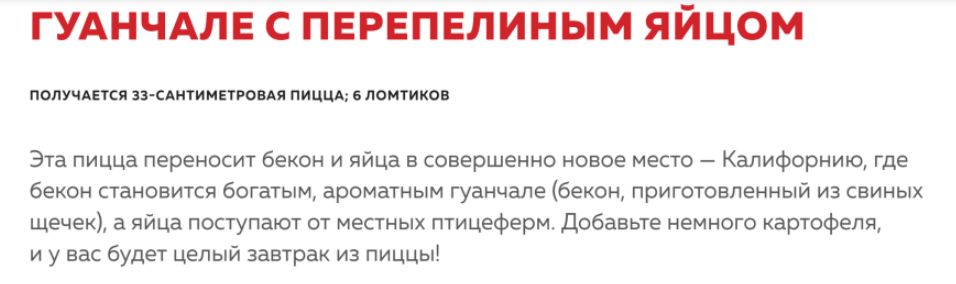 ГУАНЧАЛЕ С ПЕРЕПЕЛИНЫМ ЯЙЦОМ
ПОЛУЧАЕТСЯ 33-САНТИМЕТРОВАЯ ПИЦЦА; 6 ЛОМТИКОВ
Эта пицца переносит бекон и яйца в совершенно новое место — Калифорнию, где
бекон становится богатым, ароматным гуанчале (бекон, приготовленный из свиных
щечек), а яйца поступают от местных птицеферм. Добавьте немного картофеля,
и у вас будет целый завтрак из пиццы!